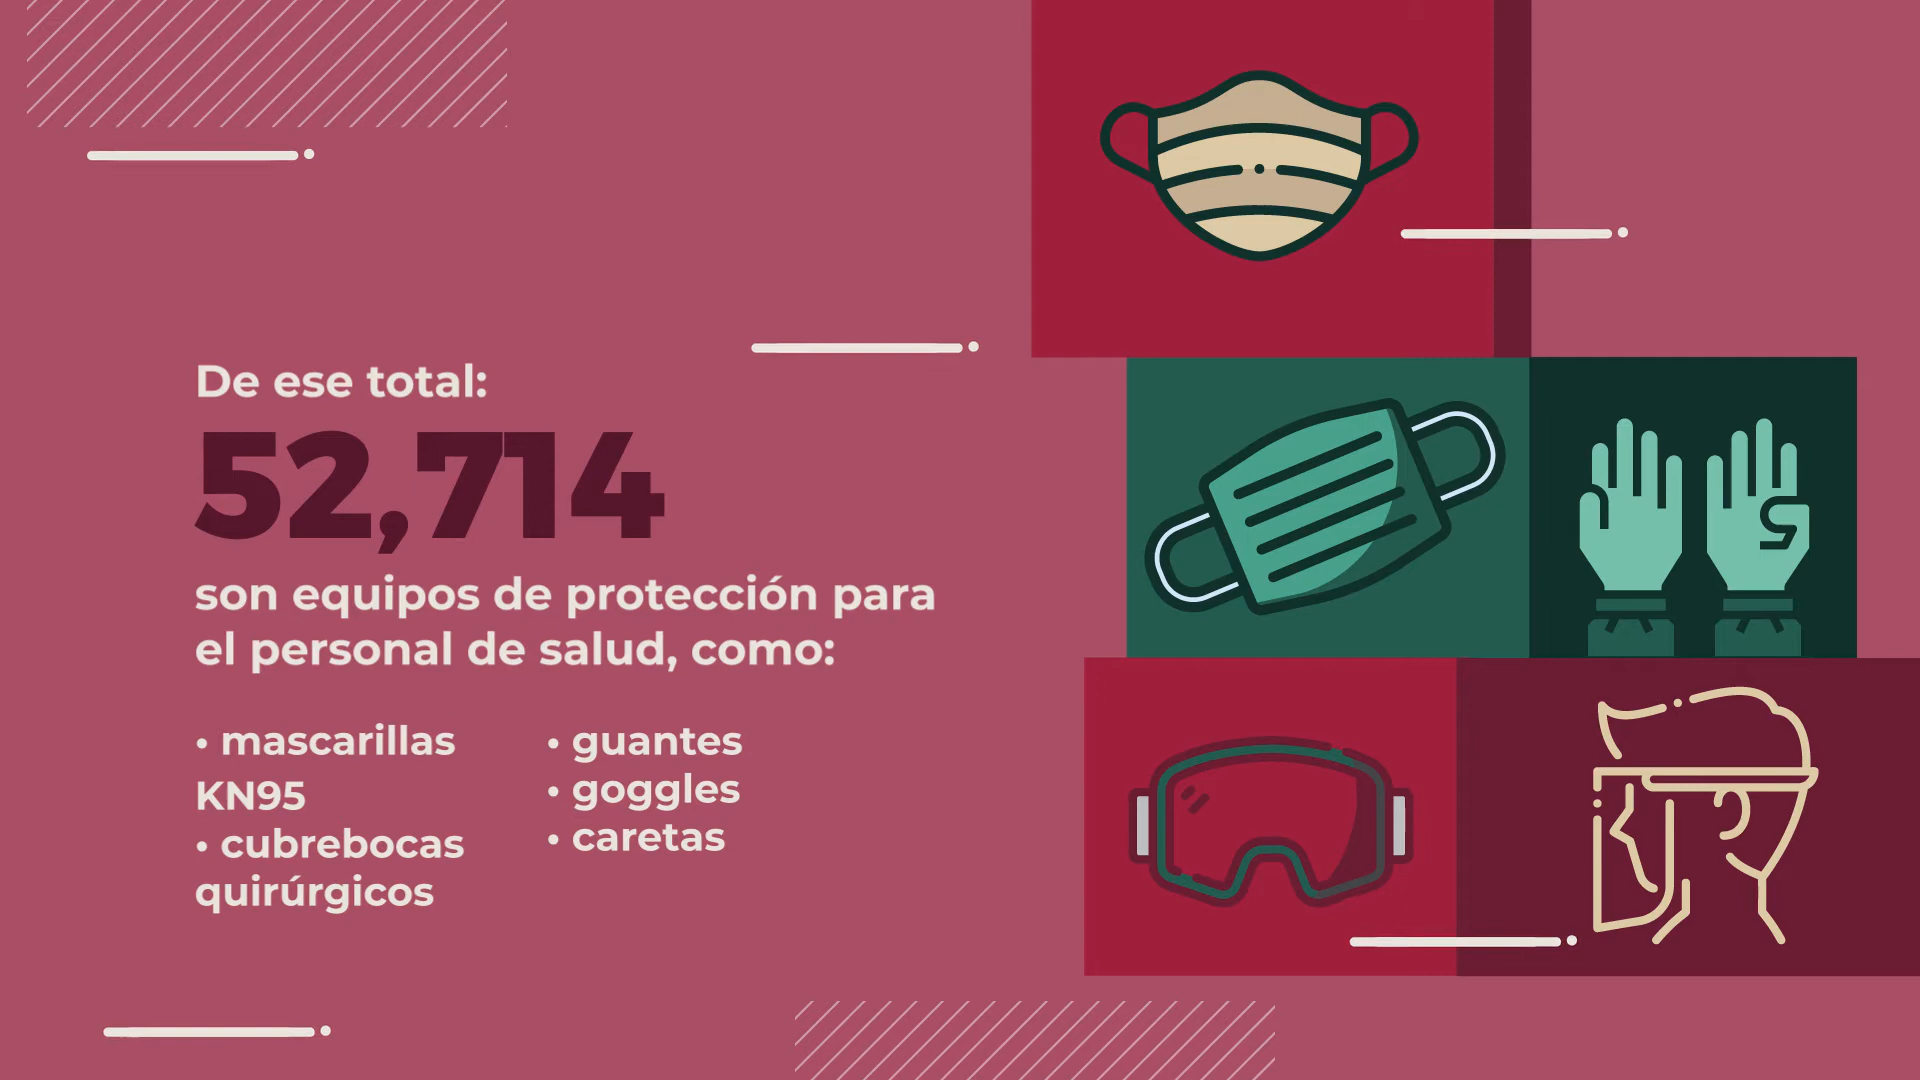 De ese total:
52,714
son equipos de protección para
el personal de salud, como:
• mascarillas
KN95
• cubrebocas
quirúrgicos
• guantes
• goggles
• caretas